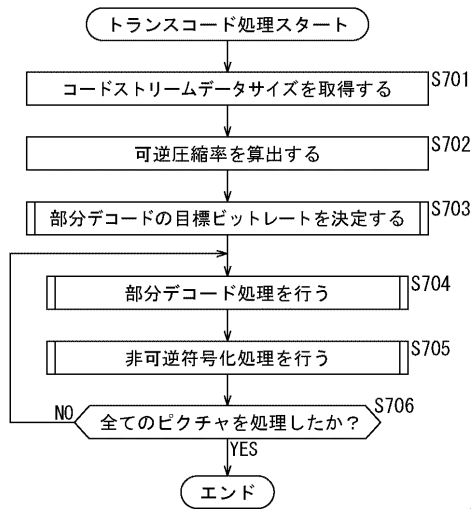 トランスコード処理スタート
コードストリームデータサイズを取得する
S701
可逆圧縮率を算出する
S702
部分デコードの目標ビットレートを決定する
S703
部分デコード処理を行う
S704
非可逆符号化処理を行う
S705
全てのピクチャを処理したか?
S706
NO
YES
エンド